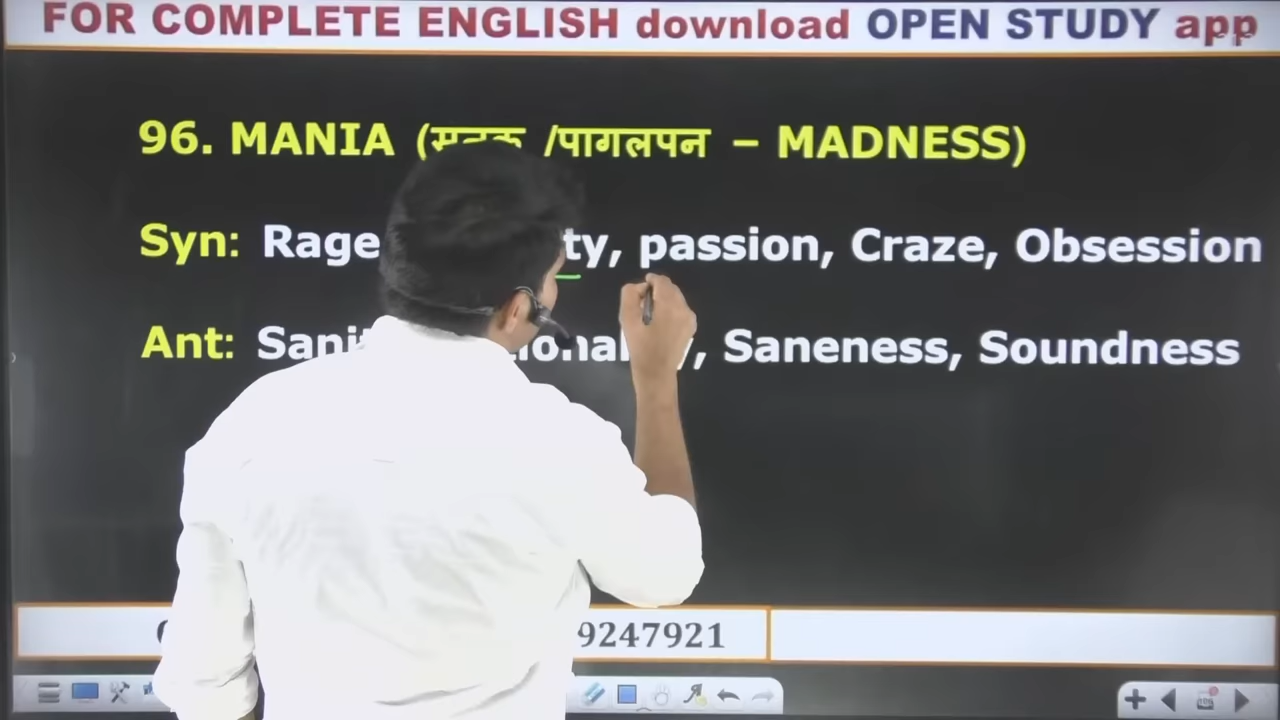 FOR COMPLETE ENGLISH download OPEN STUDY app
96. MANIA (सनक /पागलपन – MADNESS)
Syn: Rage ty, passion, Craze, Obsession
Ant: Saneness, Soundness
9247921